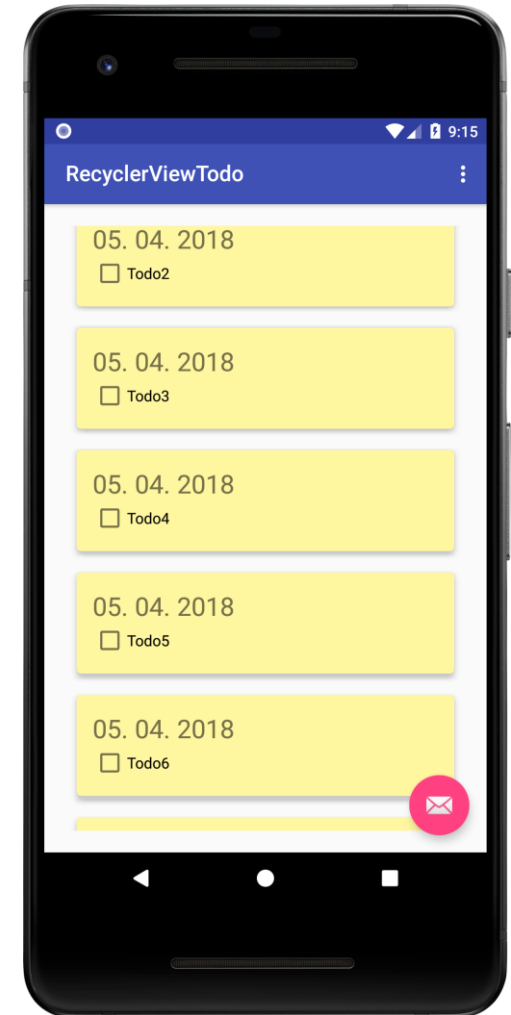 9:15
RecyclerViewTodo
05. 04. 2018
Todo2
05. 04. 2018
Todo3
05. 04. 2018
Todo4
05. 04. 2018
Todo5
05. 04. 2018
Todo6